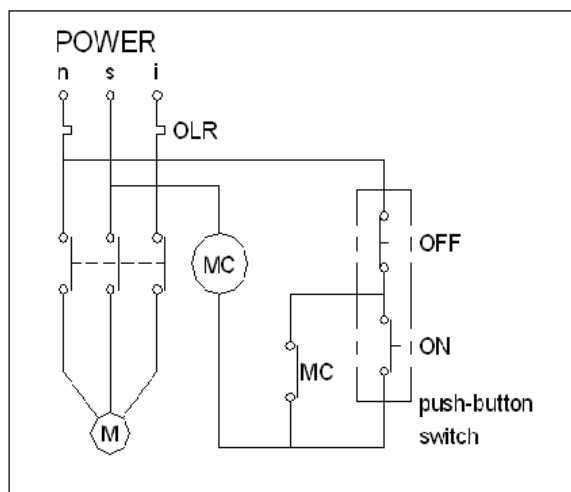 POWER
n s i
OLR
MC
OFF
MC
ON
push-button
switch
M